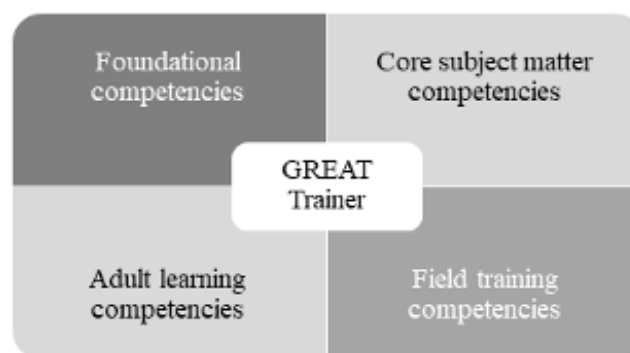 Foundational
competencies
Core subject matter
competencies
GREAT
Trainer
Adult learning
competencies
Field training
competencies